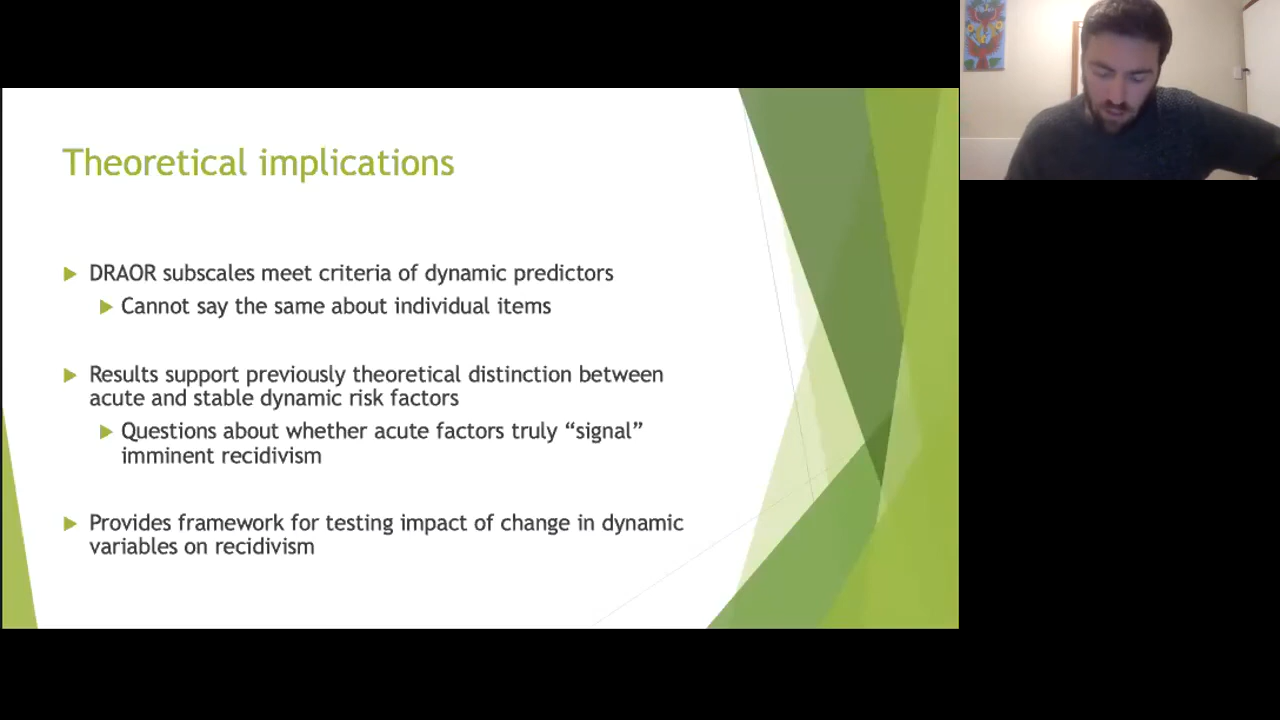 Theoretical implications
DRAOR subscales meet criteria of dynamic predictors
Cannot say the same about individual items
Results support previously theoretical distinction between
acute and stable dynamic risk factors
Questions about whether acute factors truly “signal”
imminent recidivism
Provides framework for testing impact of change in dynamic
variables on recidivism